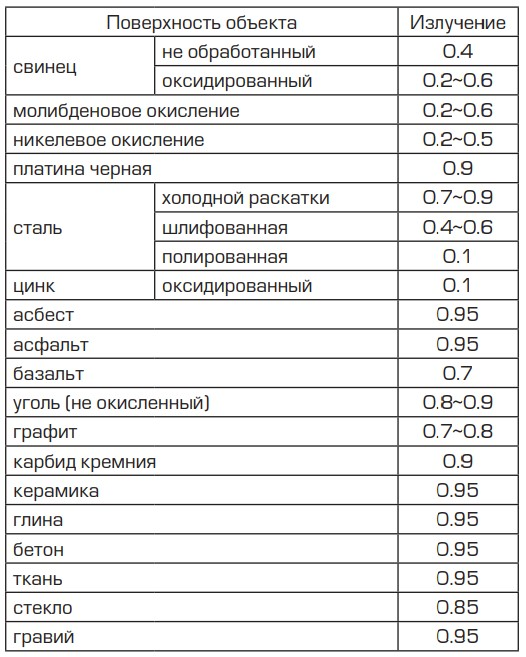 Поверхность объекта Излучение
свинец не обработанный 0.4
оксидированный 0.2~0.6
молибденовое окисление 0.2~0.6
никелевое окисление 0.2~0.5
платина черная 0.9
сталь холодной раскатки 0.7~0.9
шлифованная 0.4~0.6
полированная 0.1
цинк оксидированный 0.1
асбест 0.95
асфальт 0.95
базальт 0.7
уголь (не окисленный) 0.8~0.9
графит 0.7~0.8
карбид кремния 0.9
керамика 0.95
глина 0.95
бетон 0.95
ткань 0.95
стекло 0.85
гравий 0.95